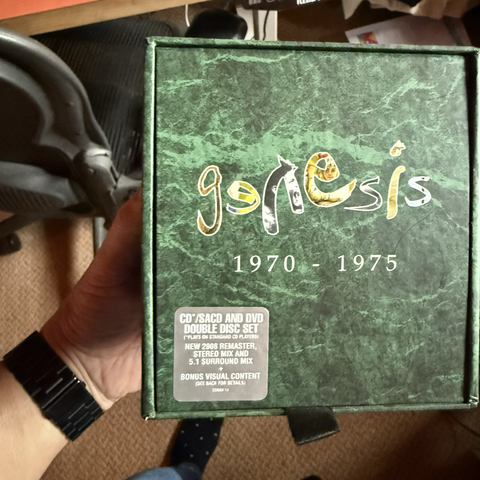 genesis
1970 - 1975
CD*/SACD AND DVD
DOUBLE DISC SET
(*PLAYS ON STANDARD CD PLAYERS)
NEW 2008 REMASTER,
STEREO MIX AND
5.1 SURROUND MIX
+
BONUS VISUAL CONTENT
(SEE BACK FOR DETAILS)